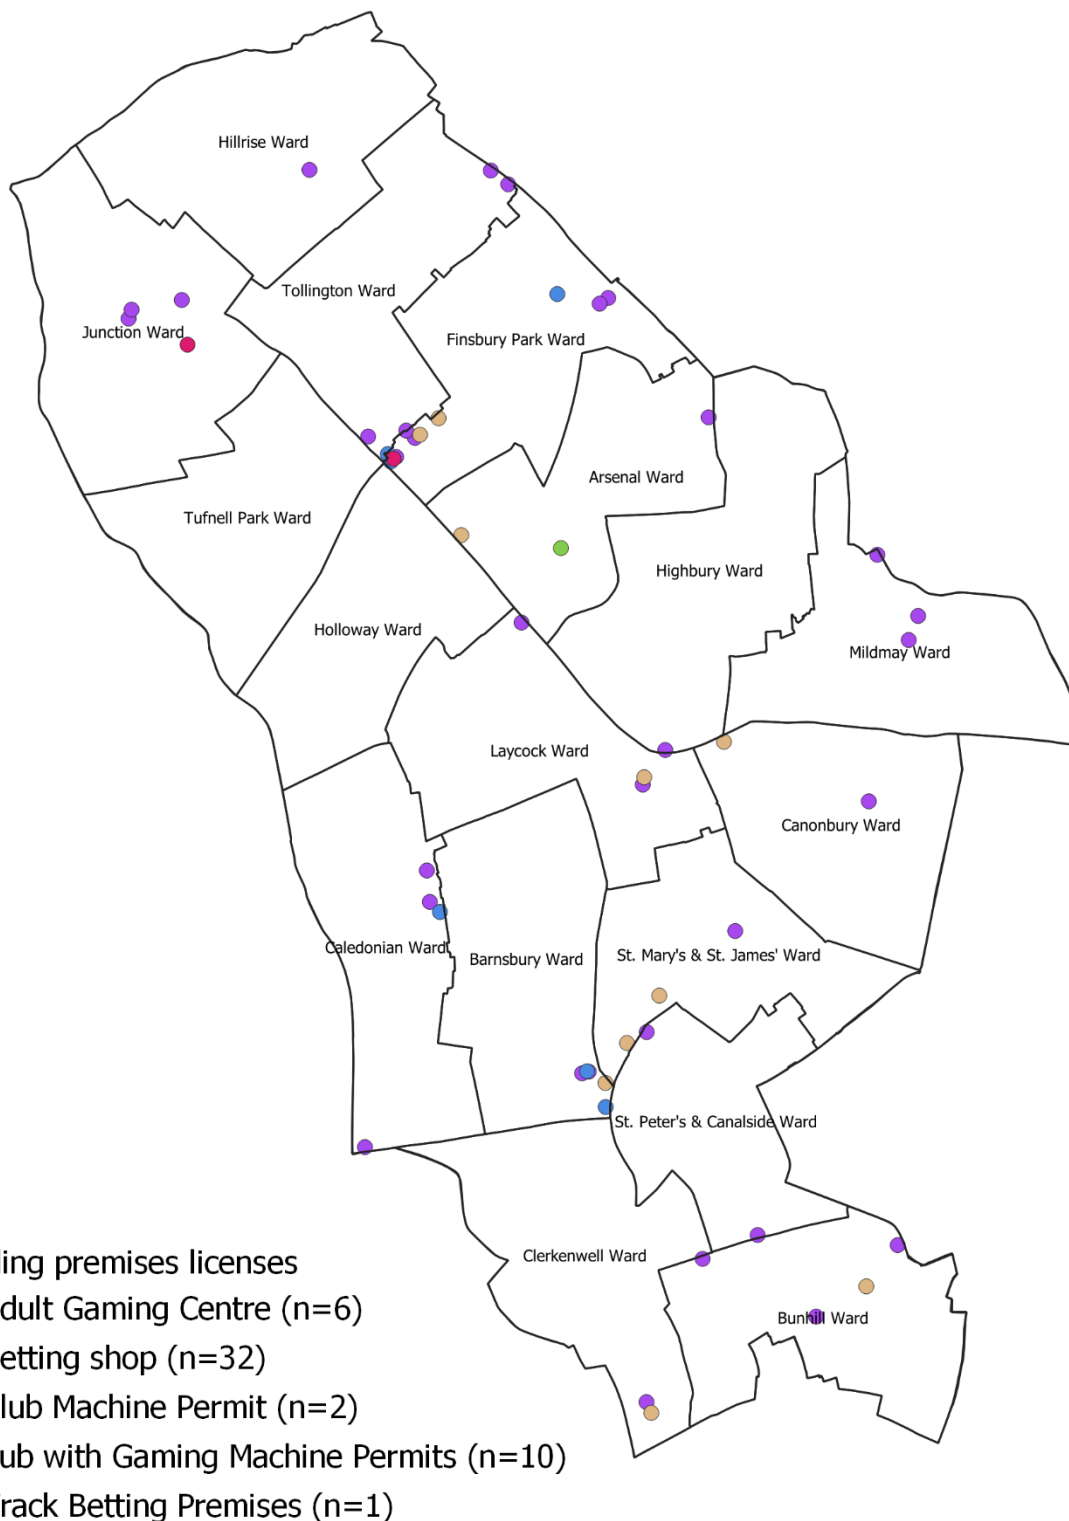 Hillrise Ward
Tollington Ward
Junction Ward
Finsbury Park Ward
Arsenal Ward
Tufnell Park Ward
Highbury Ward
Holloway Ward
Mildmay Ward
Laycock Ward
Canonbury Ward
Caledonian Ward
Barnsbury Ward
St. Mary's & St. James' Ward
St. Peter's & Canalside Ward
Clerkenwell Ward
Bunhill Ward
ling premises licenses
dult Gaming Centre (n=6)
etting shop (n=32)
lub Machine Permit (n=2)
ub with Gaming Machine Permits (n=10)
rack Betting Premises (n=1)